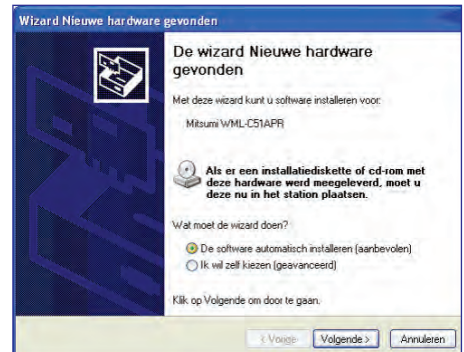 Wizard Nieuwe hardware gevonden
De wizard Nieuwe hardware
gevonden
Met deze wizard kunt u software installeren voor:
Mitsumi WML-C51APR
Als er een installatiediskette of cd-rom met
deze hardware werd meegeleverd, moet u
deze nu in het station plaatsen.
Wat moet de wizard doen?
De software automatisch installeren (aanbevolen)
Ik wil zelf kiezen (geavanceerd)
Klik op Volgende om door te gaan.
< Vorige
Volgende >
Annuleren